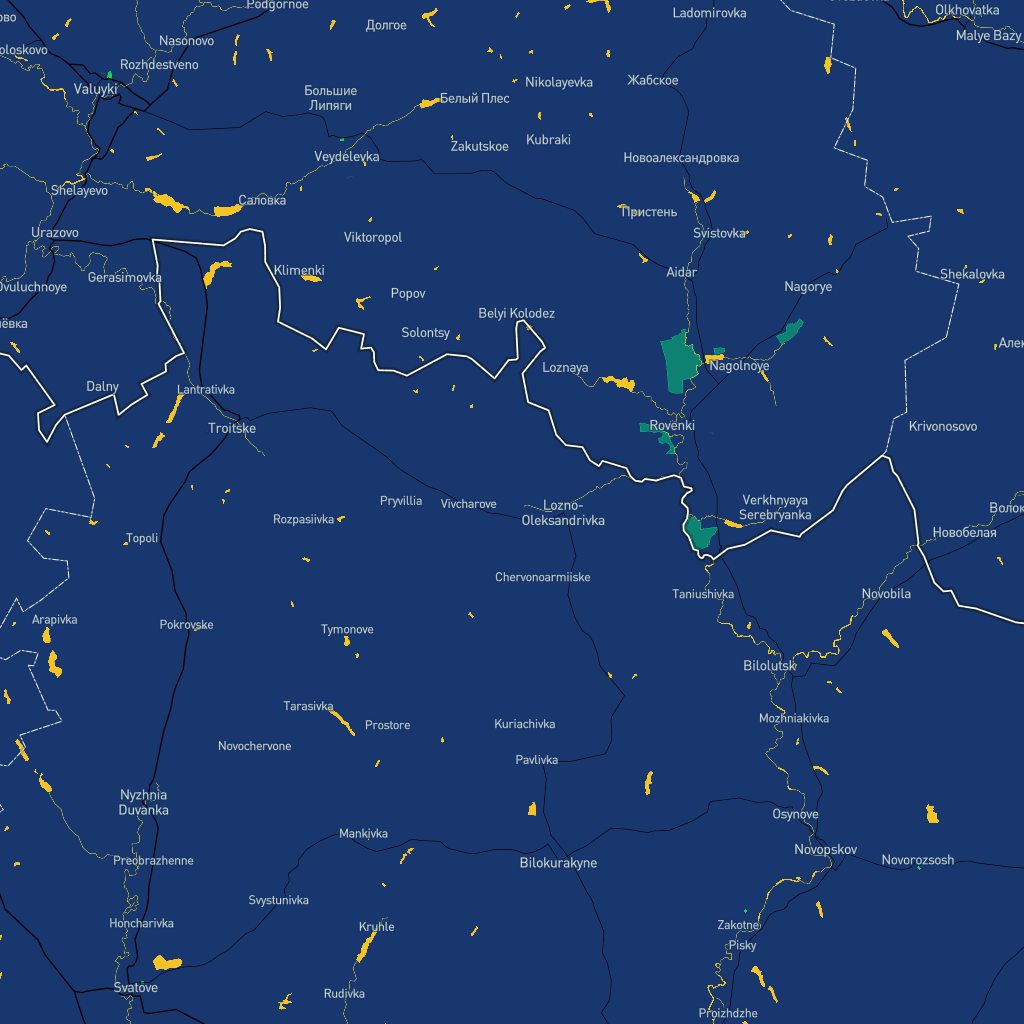 Podgornoe
Ladomirovka
Olkhovatka
Долгое
Malye Bazy
Nasonovo
Rozhdestveno
Valuyki
Большие
Липяги
Белый Плес
Nikolayevka
Жабское
Kubraki
Zakutskoe
Veydelevka
Новоалександровка
Shelayevo
Саловка
Пристень
Urazovo
Viktoropol
Svistovka
Gerasimovka
Klimenki
Aidar
Shekalovka
Ovuluchnoye
Popov
Nagorye
Belyi Kolodez
Solontsy
Loznaya
Nagolnoye
Dalny
Lantrativka
Troitske
Rovenki
Krivonosovo
Pryvillia
Vivcharove
Lozno-
Oleksandrivka
Verkhnyaya
Serebryanka
Rozpasiivka
Topoli
Новобелая
Chervonoarmiiske
Taniushivka
Novobila
Arapivka
Pokrovske
Tymonove
Bilolutsk
Tarasivka
Prostore
Kuriachivka
Mozhniakivka
Novochervone
Pavlivka
Nyzhnia
Duvanka
Osynove
Mankivka
Novopskov
Preobrazhenne
Bilokurakyne
Novorozsosh
Svystunivka
Honcharivka
Kruhle
Zakotne
Pisky
Svatove
Rudivka
Proizhdzhe